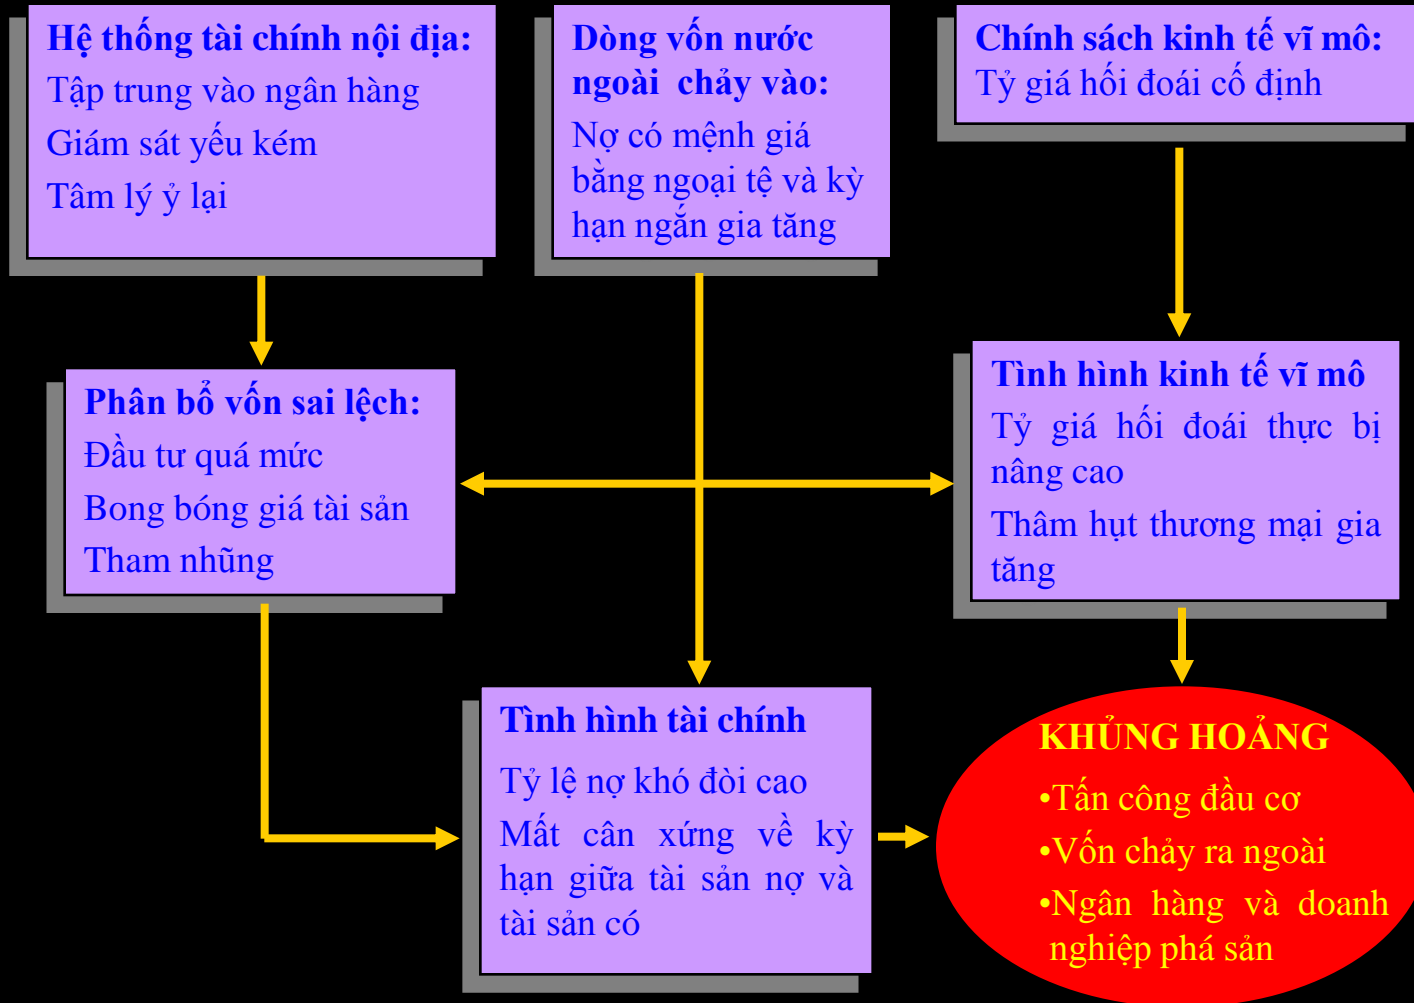 Hệ thống tài chính nội địa:
Tập trung vào ngân hàng
Giám sát yếu kém
Tâm lý ỷ lại
Dòng vốn nước
ngoài chảy vào:
Nợ có mệnh giá
bằng ngoại tệ và kỳ
hạn ngắn gia tăng
Chính sách kinh tế vĩ mô:
Tỷ giá hối đoái cố định
Phân bổ vốn sai lệch:
Đầu tư quá mức
Bong bóng giá tài sản
Tham nhũng
Tình hình kinh tế vĩ mô
Tỷ giá hối đoái thực bị
nâng cao
Thâm hụt thương mại gia
tăng
Tình hình tài chính
Tỷ lệ nợ khó đòi cao
Mất cân xứng về kỳ
hạn giữa tài sản nợ và
tài sản có
KHỦNG HOẢNG
•Tấn công đầu cơ
•Vốn chảy ra ngoài
•Ngân hàng và doanh
nghiệp phá sản